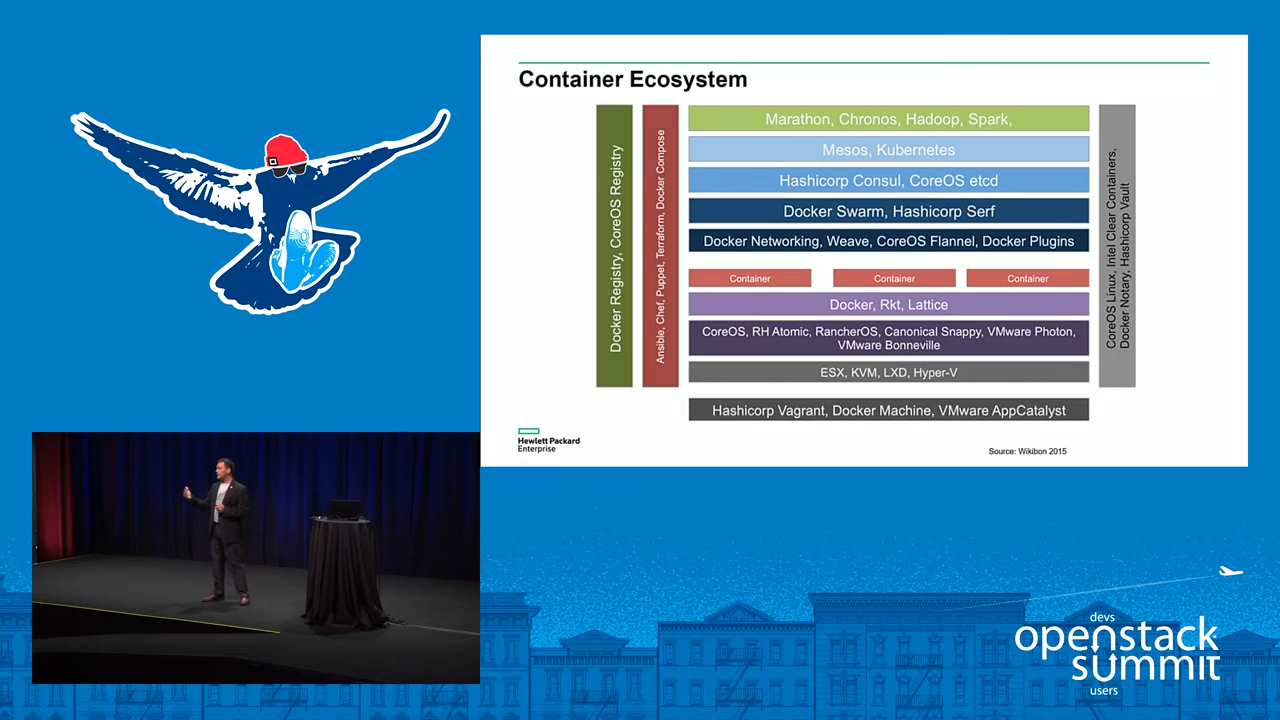 Container Ecosystem
Docker Registry, CoreOS Registry
Ansible, Chef, Puppet, Terraform, Docker Compose
Marathon, Chronos, Hadoop, Spark,
Mesos, Kubernetes
Hashicorp Consul, CoreOS etcd
Docker Swarm, Hashicorp Serf
Docker Networking, Weave, CoreOS Flannel, Docker Plugins
Container
Container
Container
Docker, Rkt, Lattice
CoreOS, RH Atomic, RancherOS, Canonical Snappy, VMware Photon,
VMware Bonneville
ESX, KVM, LXD, Hyper-V
Hashicorp Vagrant, Docker Machine, VMware AppCatalyst
CoreOS Linux, Intel Clear Containers,
Docker Notary, Hashicorp Vault
Hewlett Packard
Enterprise
Source: Wikibon 2015
devs
openstack
summit
users